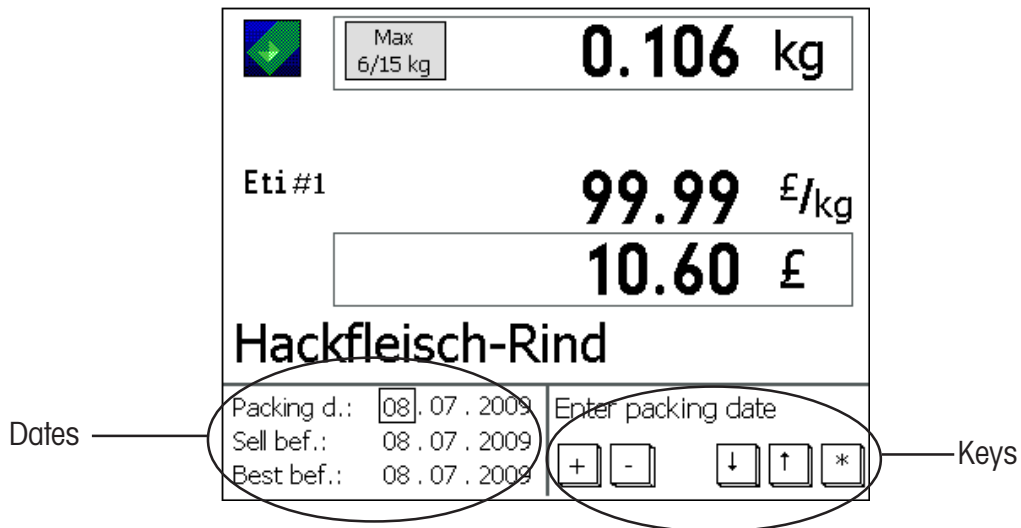 Max
6/15 kg
0.106 kg
Eti #1
99.99 £/kg
10.60 £
Hackfleisch-Rind
Packing d.: 08 . 07 . 2009
Sell bef.: 08 . 07 . 2009
Best bef.: 08 . 07 . 2009
Enter packing date
+ - ↓ ↑ *
Dates
Keys